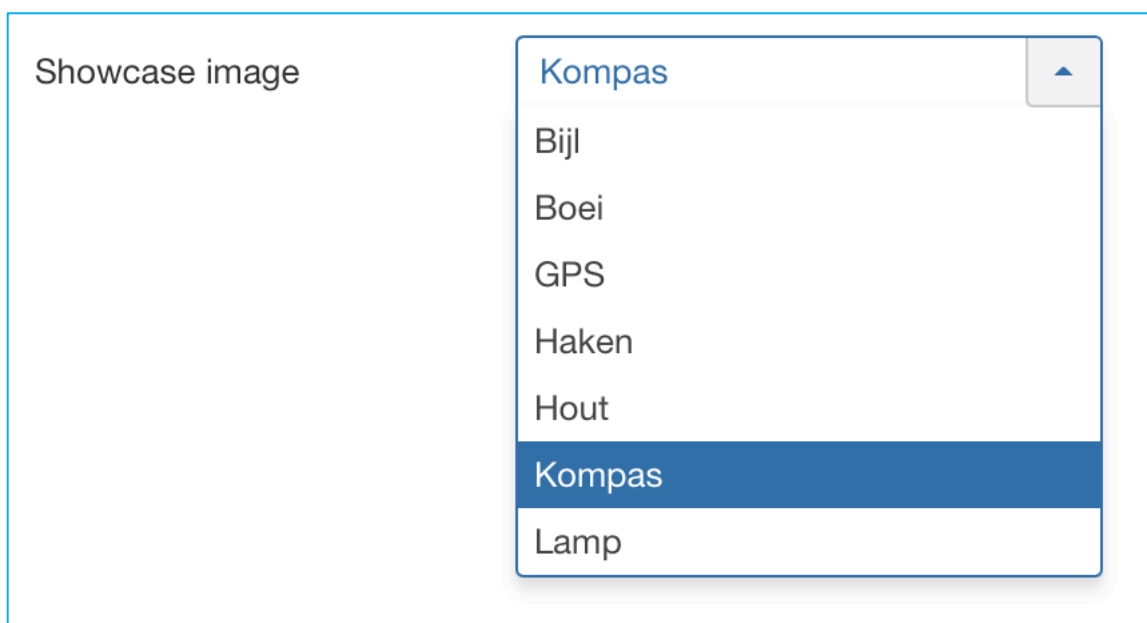 Showcase image
Kompas
Bijl
Boei
GPS
Haken
Hout
Kompas
Lamp